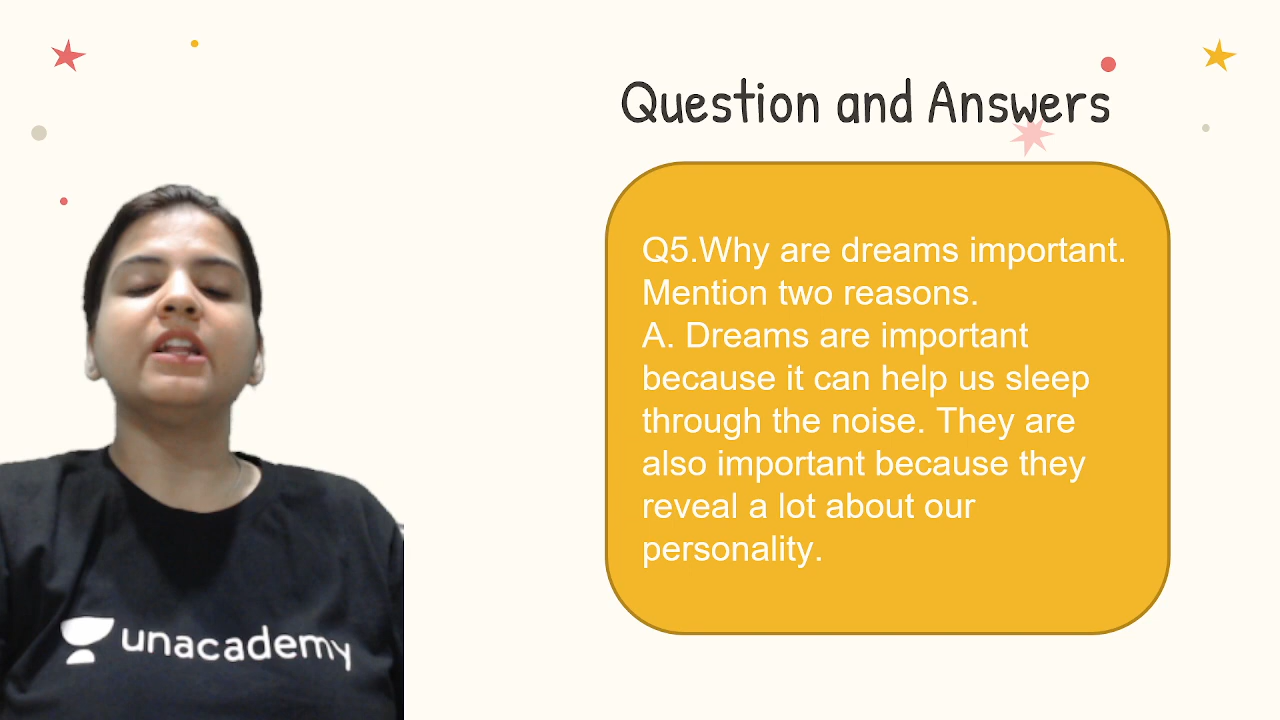 Question and Answers
Q5.Why are dreams important.
Mention two reasons.
A. Dreams are important
because it can help us sleep
through the noise. They are
also important because they
reveal a lot about our
personality.
unacademy